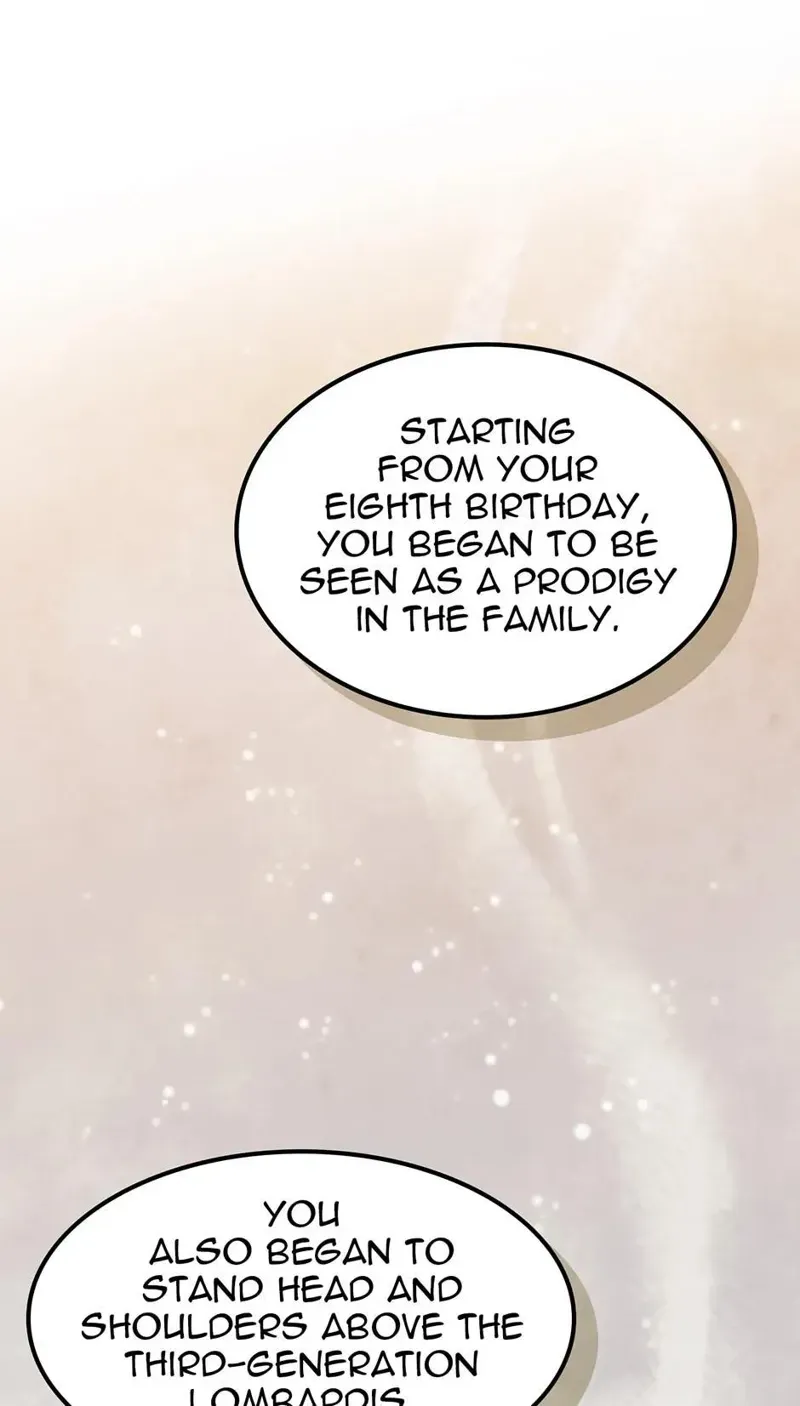 STARTING
FROM YOUR
EIGHTH BIRTHDAY,
YOU BEGAN TO BE
SEEN AS A PRODIGY
IN THE FAMILY.
YOU
ALSO BEGAN TO
STAND HEAD AND
SHOULDERS ABOVE THE
THIRD-GENERATION
LOMBARDIS